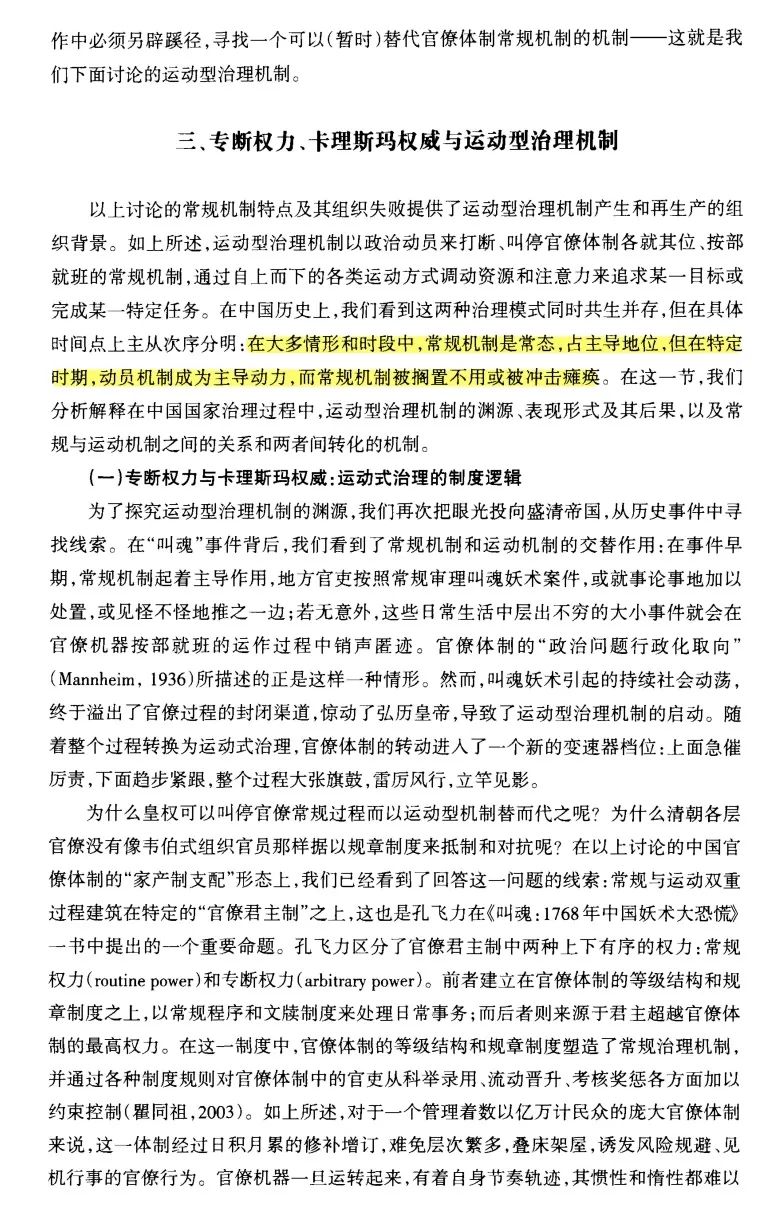 作中必须另辟蹊径,寻找一个可以(暂时)替代官僚体制常规机制的机制——这就是我
们下面讨论的运动型治理机制。
三、专断权力、卡理斯玛权威与运动型治理机制
以上讨论的常规机制特点及其组织失败提供了运动型治理机制产生和再生产的组
织背景。如上所述,运动型治理机制以政治动员来打断、叫停官僚体制各就其位、按部
就班的常规机制,通过自上而下的各类运动方式调动资源和注意力来追求某一目标或
完成某一特定任务。在中国历史上,我们看到这两种治理模式同时共生并存,但在具体
时间点上主从次序分明:在大多情形和时段中,常规机制是常态,占主导地位,但在特定
时期,动员机制成为主导动力,而常规机制被搁置不用或被冲击瘫痪。在这一节,我们
分析解释在中国国家治理过程中,运动型治理机制的渊源、表现形式及其后果,以及常
规与运动机制之间的关系和两者间转化的机制。
(一)专断权力与卡理斯玛权威:运动式治理的制度逻辑
为了探究运动型治理机制的渊源,我们再次把眼光投向盛清帝国,从历史事件中寻
找线索。在“叫魂”事件背后,我们看到了常规机制和运动机制的交替作用:在事件早
期,常规机制起着主导作用,地方官吏按照常规审理叫魂妖术案件,或就事论事地加以
处置,或见怪不怪地推之一边;若无意外,这些日常生活中层出不穷的大小事件就会在
官僚机器按部就班的运作过程中销声匿迹。官僚体制的“政治问题行政化取向”
(Mannheim, 1936)所描述的正是这样一种情形。然而,叫魂妖术引起的持续社会动荡,
终于溢出了官僚过程的封闭渠道,惊动了弘历皇帝,导致了运动型治理机制的启动。随
着整个过程转换为运动式治理,官僚体制的转动进入了一个新的变速器档位:上面急催
厉责,下面趋步紧跟,整个过程大张旗鼓,雷厉风行,立竿见影。
为什么皇权可以叫停官僚常规过程而以运动型机制替而代之呢？为什么清朝各层
官僚没有像韦伯式组织官员那样据以规章制度来抵制和对抗呢？在以上讨论的中国官
僚体制的“家产制支配”形态上,我们已经看到了回答这一问题的线索:常规与运动双重
过程建筑在特定的“官僚君主制”之上,这也是孔飞力在《叫魂:1768年中国妖术大恐慌》
一书中提出的一个重要命题。孔飞力区分了官僚君主制中两种上下有序的权力:常规
权力(routine power)和专断权力(arbitrary power)。前者建立在官僚体制的等级结构和规
章制度之上,以常规程序和文牍制度来处理日常事务;而后者则来源于君主超越官僚体
制的最高权力。在这一制度中,官僚体制的等级结构和规章制度塑造了常规治理机制,
并通过各种制度规则对官僚体制中的官吏从科举录用、流动晋升、考核奖惩各方面加以
约束控制(瞿同祖,2003)。如上所述,对于一个管理着数以亿万计民众的庞大官僚体制
来说,这一体制经过日积月累的修补增订,难免层次繁多,叠床架屋,诱发风险规避、见
机行事的官僚行为。官僚机器一旦运转起来,有着自身节奏轨迹,其惯性和惰性都难以